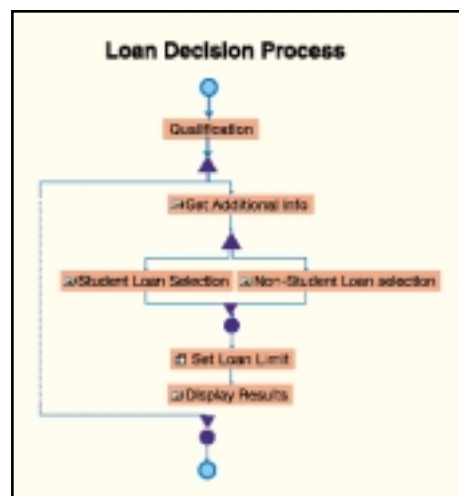 Loan Decision Process
Qualification
Get Additional Info
Student Loan Selection
Non-Student Loan selection
Set Loan Limit
Display Results